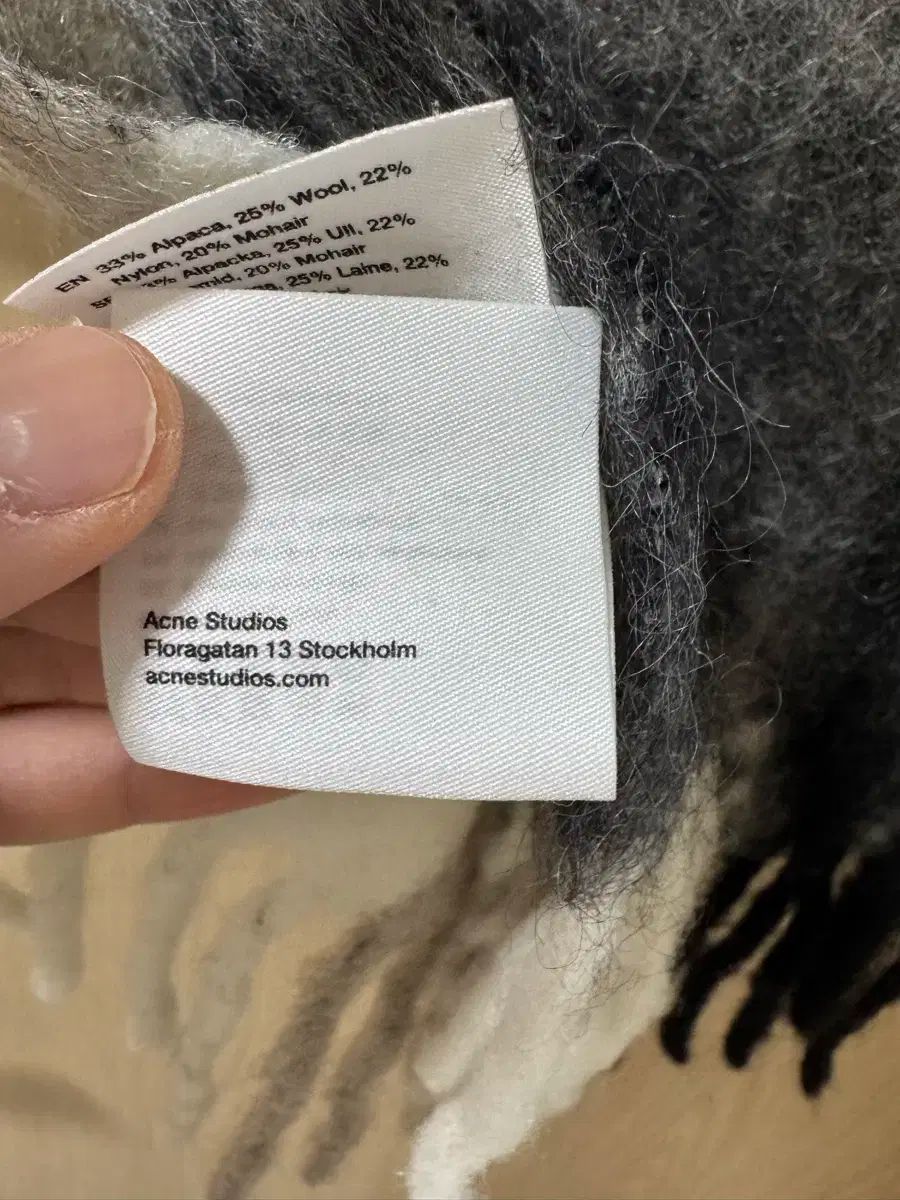 EN 33% Alpaca, 25% Wool, 22%
Nylon, 20% Mohair
Alpacka, 25% Ull, 22%
20% Mohair
25% Laine, 22%
Acne Studios
Floragatan 13 Stockholm
acnestudios.com